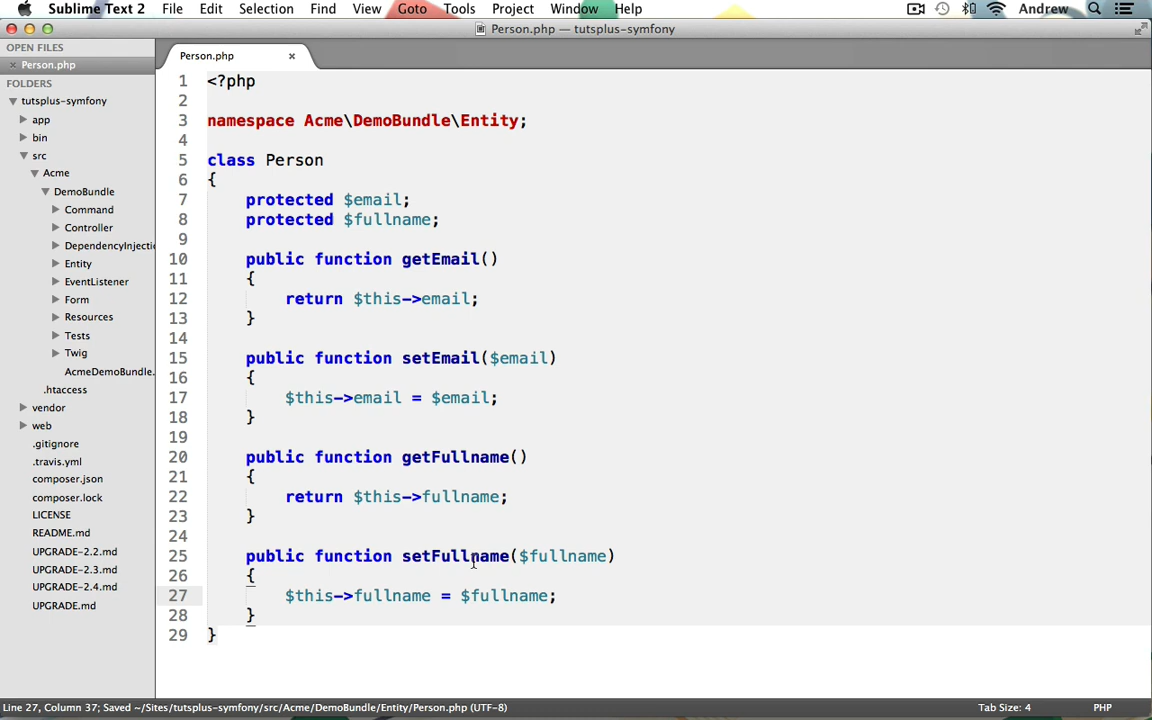 Sublime Text 2 File Edit Selection Find View Goto Tools Project Window Help Andrew
Person.php — tutsplus-symfony
OPEN FILES
× Person.php
FOLDERS
tutsplus-symfony
app
bin
src
Acme
DemoBundle
Command
Controller
DependencyInjectio
Entity
EventListener
Form
Resources
Tests
Twig
AcmeDemoBundle.
.htaccess
vendor
web
.gitignore
.travis.yml
composer.json
composer.lock
LICENSE
README.md
UPGRADE-2.2.md
UPGRADE-2.3.md
UPGRADE-2.4.md
UPGRADE.md
Person.php ×
1 <?php
2
3 namespace Acme\DemoBundle\Entity;
4
5 class Person
6 {
7 protected $email;
8 protected $fullname;
9
10 public function getEmail()
11 {
12 return $this->email;
13 }
14
15 public function setEmail($email)
16 {
17 $this->email = $email;
18 }
19
20 public function getFullname()
21 {
22 return $this->fullname;
23 }
24
25 public function setFullname($fullname)
26 {
27 $this->fullname = $fullname;
28 }
29 }
Line 27, Column 37; Saved ~/Sites/tutsplus-symfony/src/Acme/DemoBundle/Entity/Person.php (UTF-8) Tab Size: 4 PHP